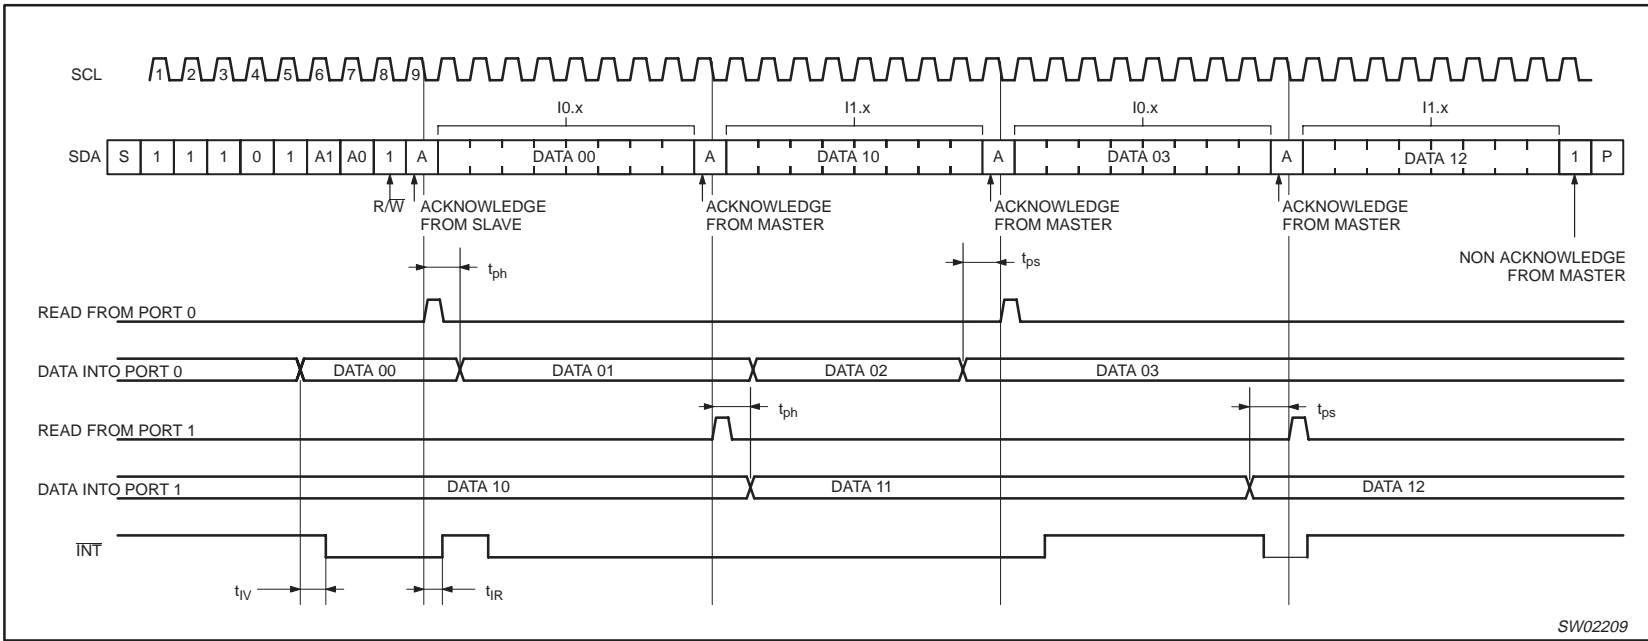 SCL 1 2 3 4 5 6 7 8 9
I0.x I1.x I0.x I1.x
SDA S 1 1 1 0 1 A1 A0 1 A DATA 00 A DATA 10 A DATA 03 A DATA 12 1 P
R/W
ACKNOWLEDGE
FROM SLAVE
ACKNOWLEDGE
FROM MASTER
ACKNOWLEDGE
FROM MASTER
ACKNOWLEDGE
FROM MASTER
NON ACKNOWLEDGE
FROM MASTER
tph tps
READ FROM PORT 0
DATA INTO PORT 0 DATA 00 DATA 01 DATA 02 DATA 03
tph tps
READ FROM PORT 1
DATA INTO PORT 1 DATA 10 DATA 11 DATA 12
INT
tIV tIR
SW02209